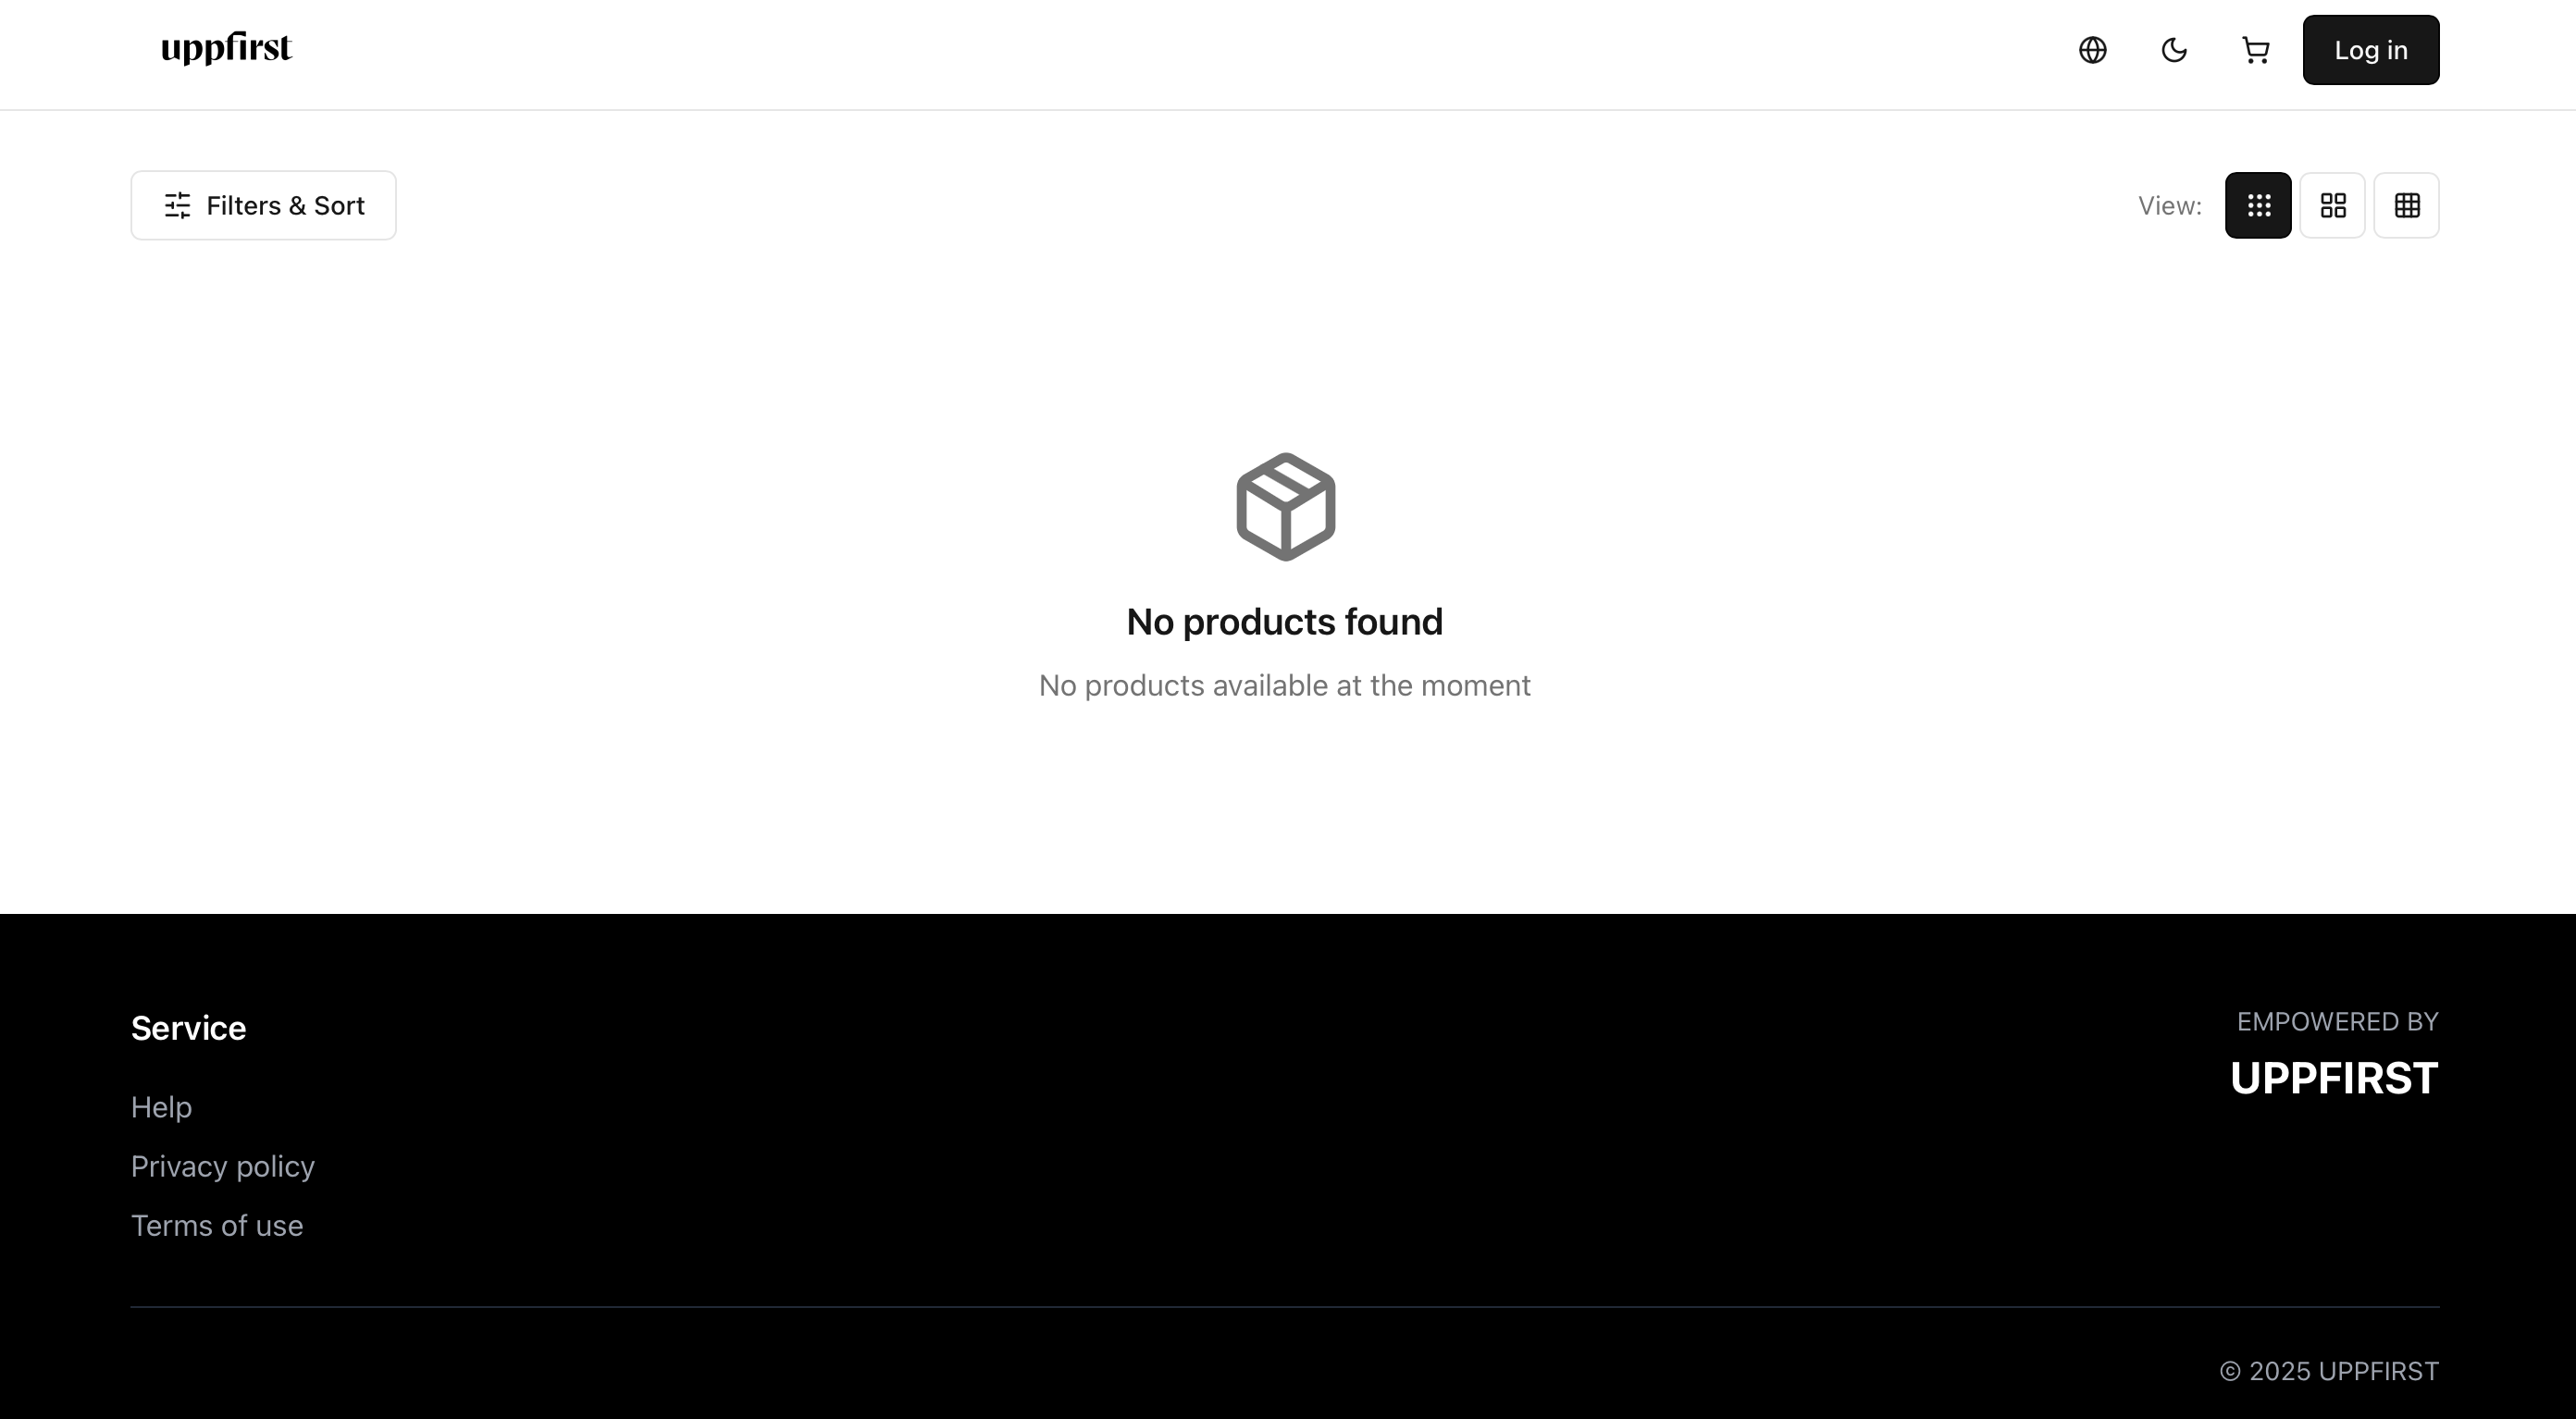 uppfirst
Log in
Filters & Sort
View:
No products found
No products available at the moment
Service
Help
Privacy policy
Terms of use
EMPOWERED BY
UPPFIRST
© 2025 UPPFIRST